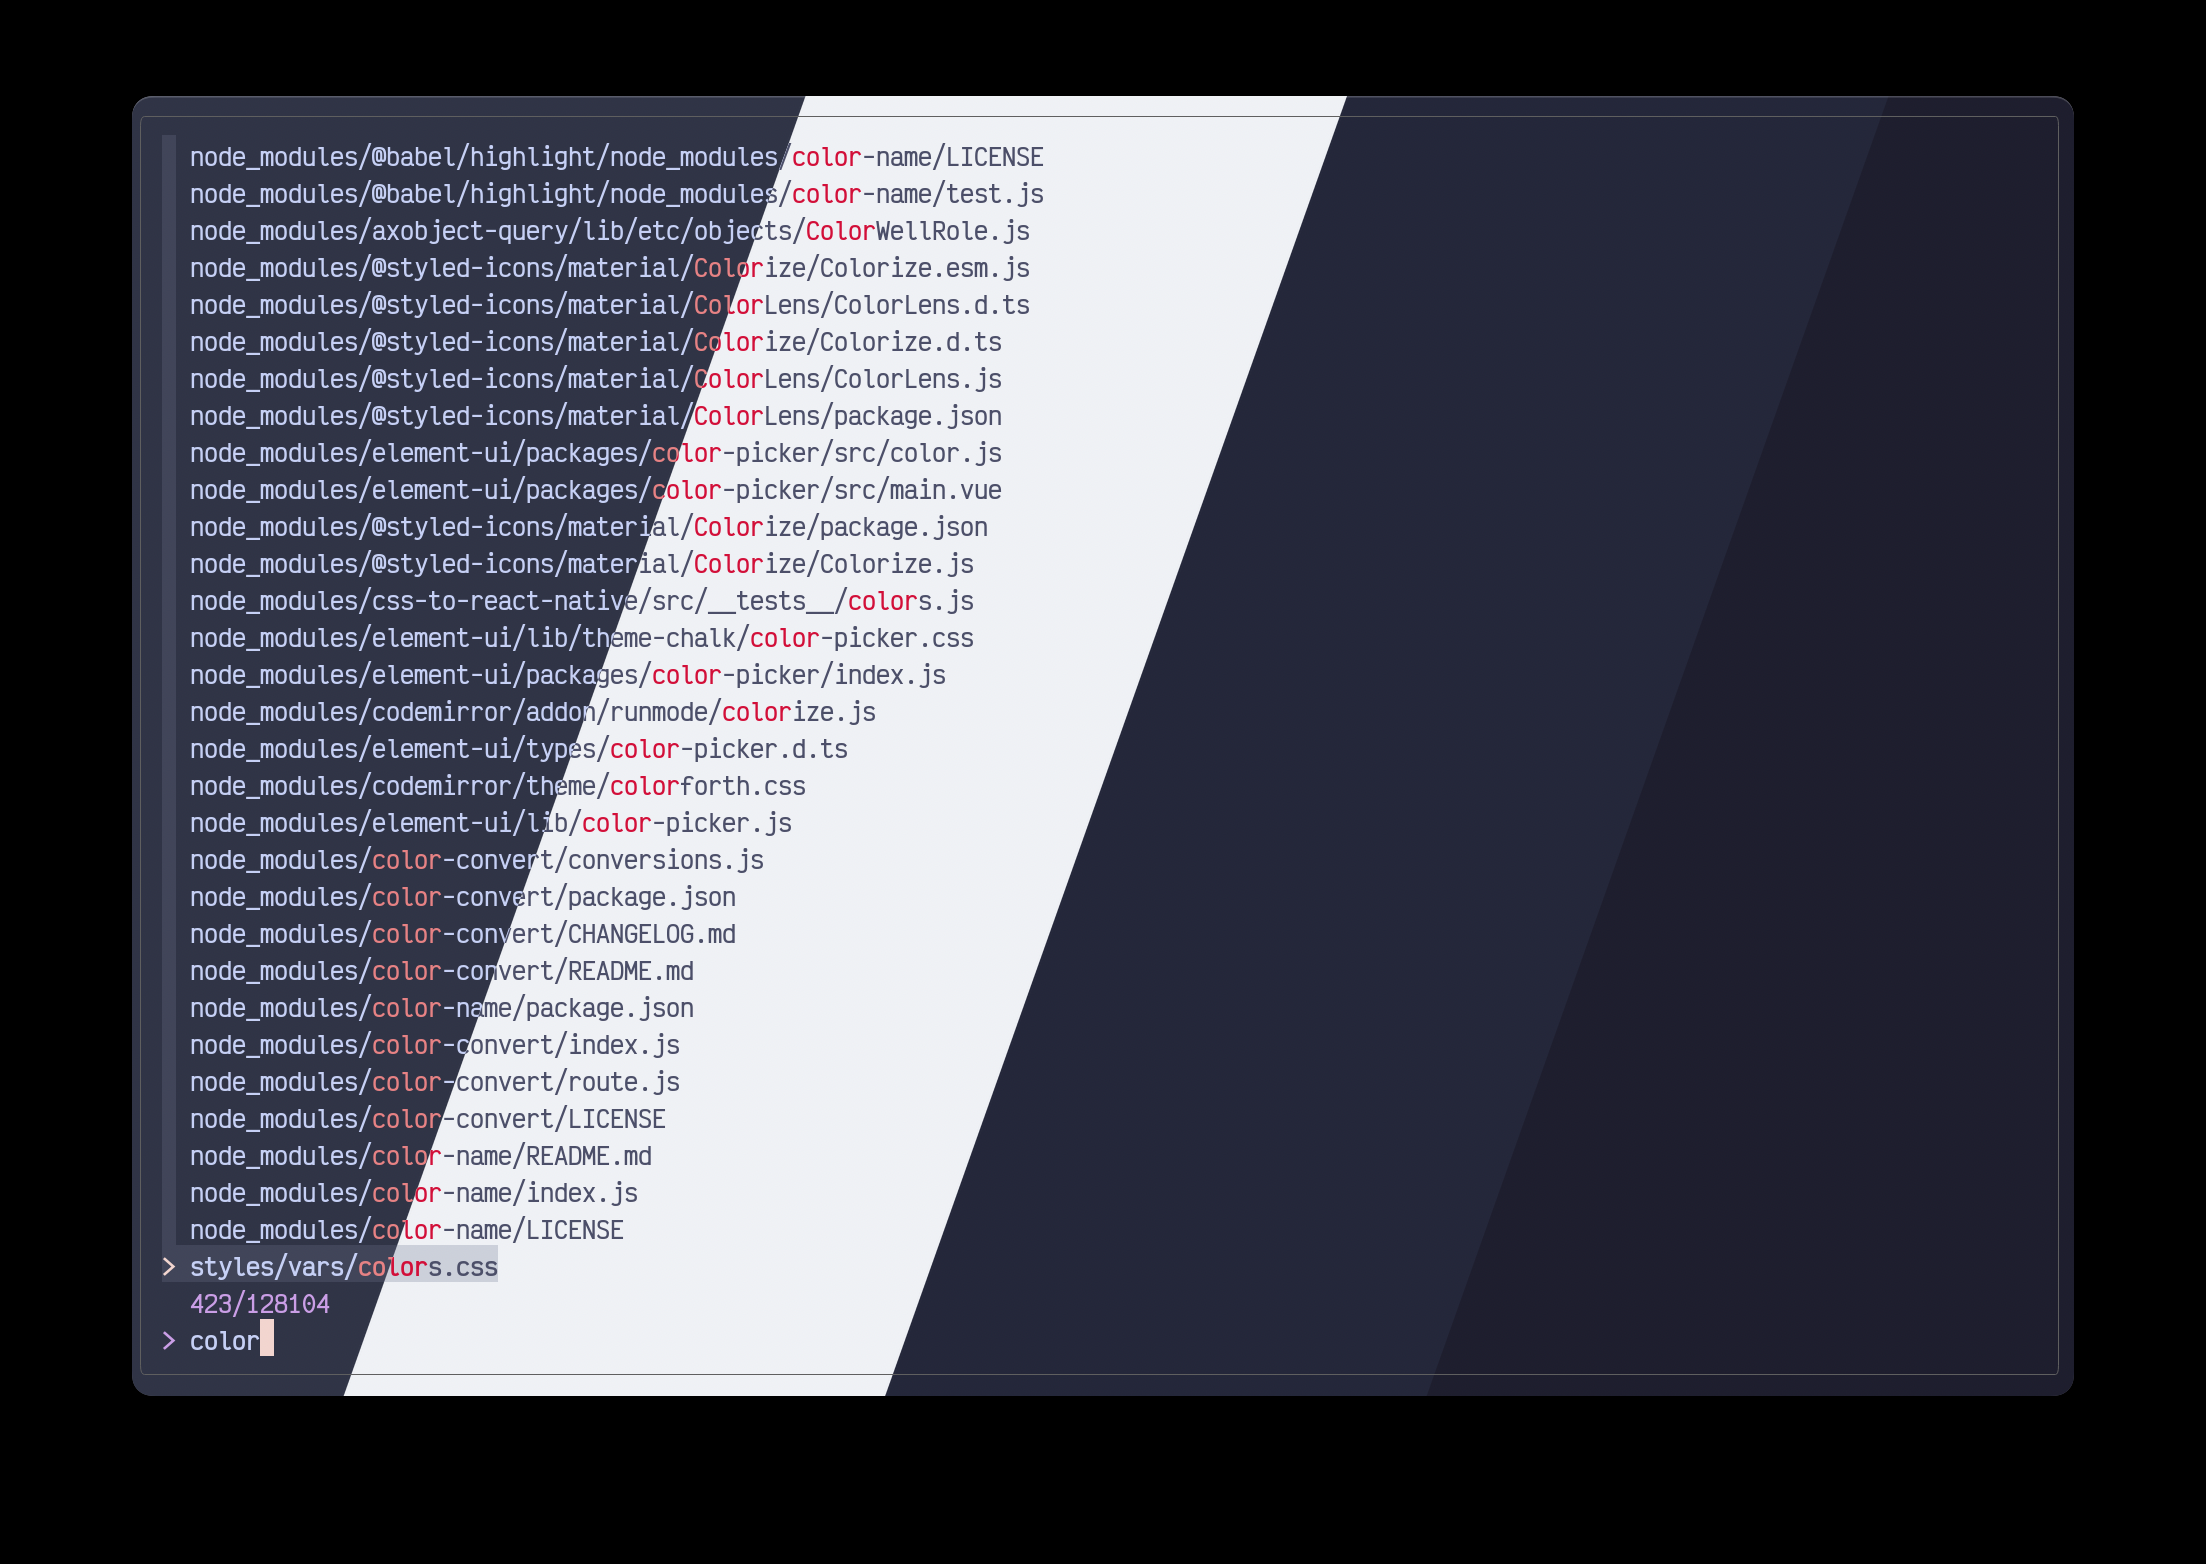 node_modules/@babel/highlight/node_modules/color-name/LICENSE
node_modules/@babel/highlight/node_modules/color-name/test.js
node_modules/axobject-query/lib/etc/objects/ColorWellRole.js
node_modules/@styled-icons/material/Colorize/Colorize.esm.js
node_modules/@styled-icons/material/ColorLens/ColorLens.d.ts
node_modules/@styled-icons/material/Colorize/Colorize.d.ts
node_modules/@styled-icons/material/ColorLens/ColorLens.js
node_modules/@styled-icons/material/ColorLens/package.json
node_modules/element-ui/packages/color-picker/src/color.js
node_modules/element-ui/packages/color-picker/src/main.vue
node_modules/@styled-icons/material/Colorize/package.json
node_modules/@styled-icons/material/Colorize/Colorize.js
node_modules/css-to-react-native/src/__tests__/colors.js
node_modules/element-ui/lib/theme-chalk/color-picker.css
node_modules/element-ui/packages/color-picker/index.js
node_modules/codemirror/addon/runmode/colorize.js
node_modules/element-ui/types/color-picker.d.ts
node_modules/codemirror/theme/colorforth.css
node_modules/element-ui/lib/color-picker.js
node_modules/color-convert/conversions.js
node_modules/color-convert/package.json
node_modules/color-convert/CHANGELOG.md
node_modules/color-convert/README.md
node_modules/color-name/package.json
node_modules/color-convert/index.js
node_modules/color-convert/route.js
node_modules/color-convert/LICENSE
node_modules/color-name/README.md
node_modules/color-name/index.js
node_modules/color-name/LICENSE
> styles/vars/colors.css
423/128104
> color